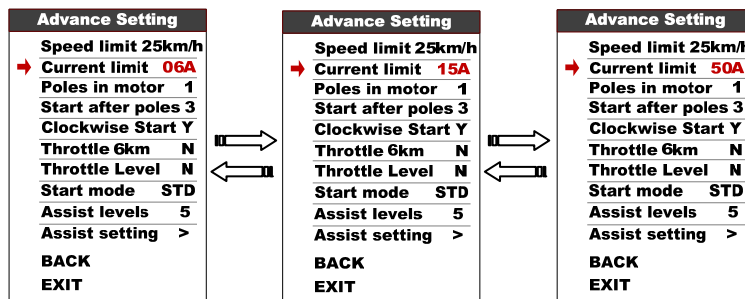 Advance Setting
Speed limit 25km/h
Current limit 06A
Poles in motor 1
Start after poles 3
Clockwise Start Y
Throttle 6km N
Throttle Level N
Start mode STD
Assist levels 5
Assist setting >
BACK
EXIT
Advance Setting
Speed limit 25km/h
Current limit 15A
Poles in motor 1
Start after poles 3
Clockwise Start Y
Throttle 6km N
Throttle Level N
Start mode STD
Assist levels 5
Assist setting >
BACK
EXIT
Advance Setting
Speed limit 25km/h
Current limit 50A
Poles in motor 1
Start after poles 3
Clockwise Start Y
Throttle 6km N
Throttle Level N
Start mode STD
Assist levels 5
Assist setting >
BACK
EXIT